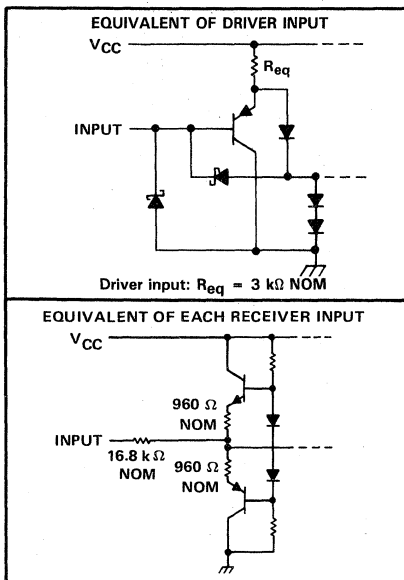 EQUIVALENT OF DRIVER INPUT
VCC
Req
INPUT
Driver input: Req = 3 kΩ NOM
EQUIVALENT OF EACH RECEIVER INPUT
VCC
960 Ω
NOM
INPUT
16.8 kΩ
NOM
960 Ω
NOM